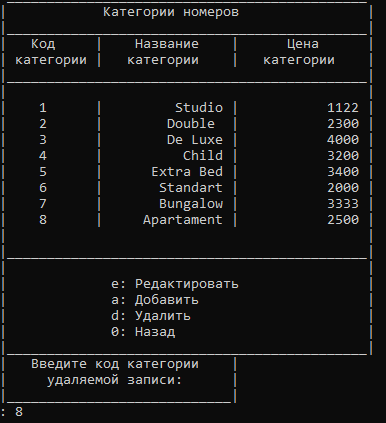 Категории номеров
Код | Название | Цена
категории | категории | категории
1 | Studio | 1122
2 | Double | 2300
3 | De Luxe | 4000
4 | Child | 3200
5 | Extra Bed | 3400
6 | Standart | 2000
7 | Bungalow | 3333
8 | Apartament | 2500
е: Редактировать
а: Добавить
d: Удалить
0: Назад
Введите код категории
удаляемой записи:
: 8